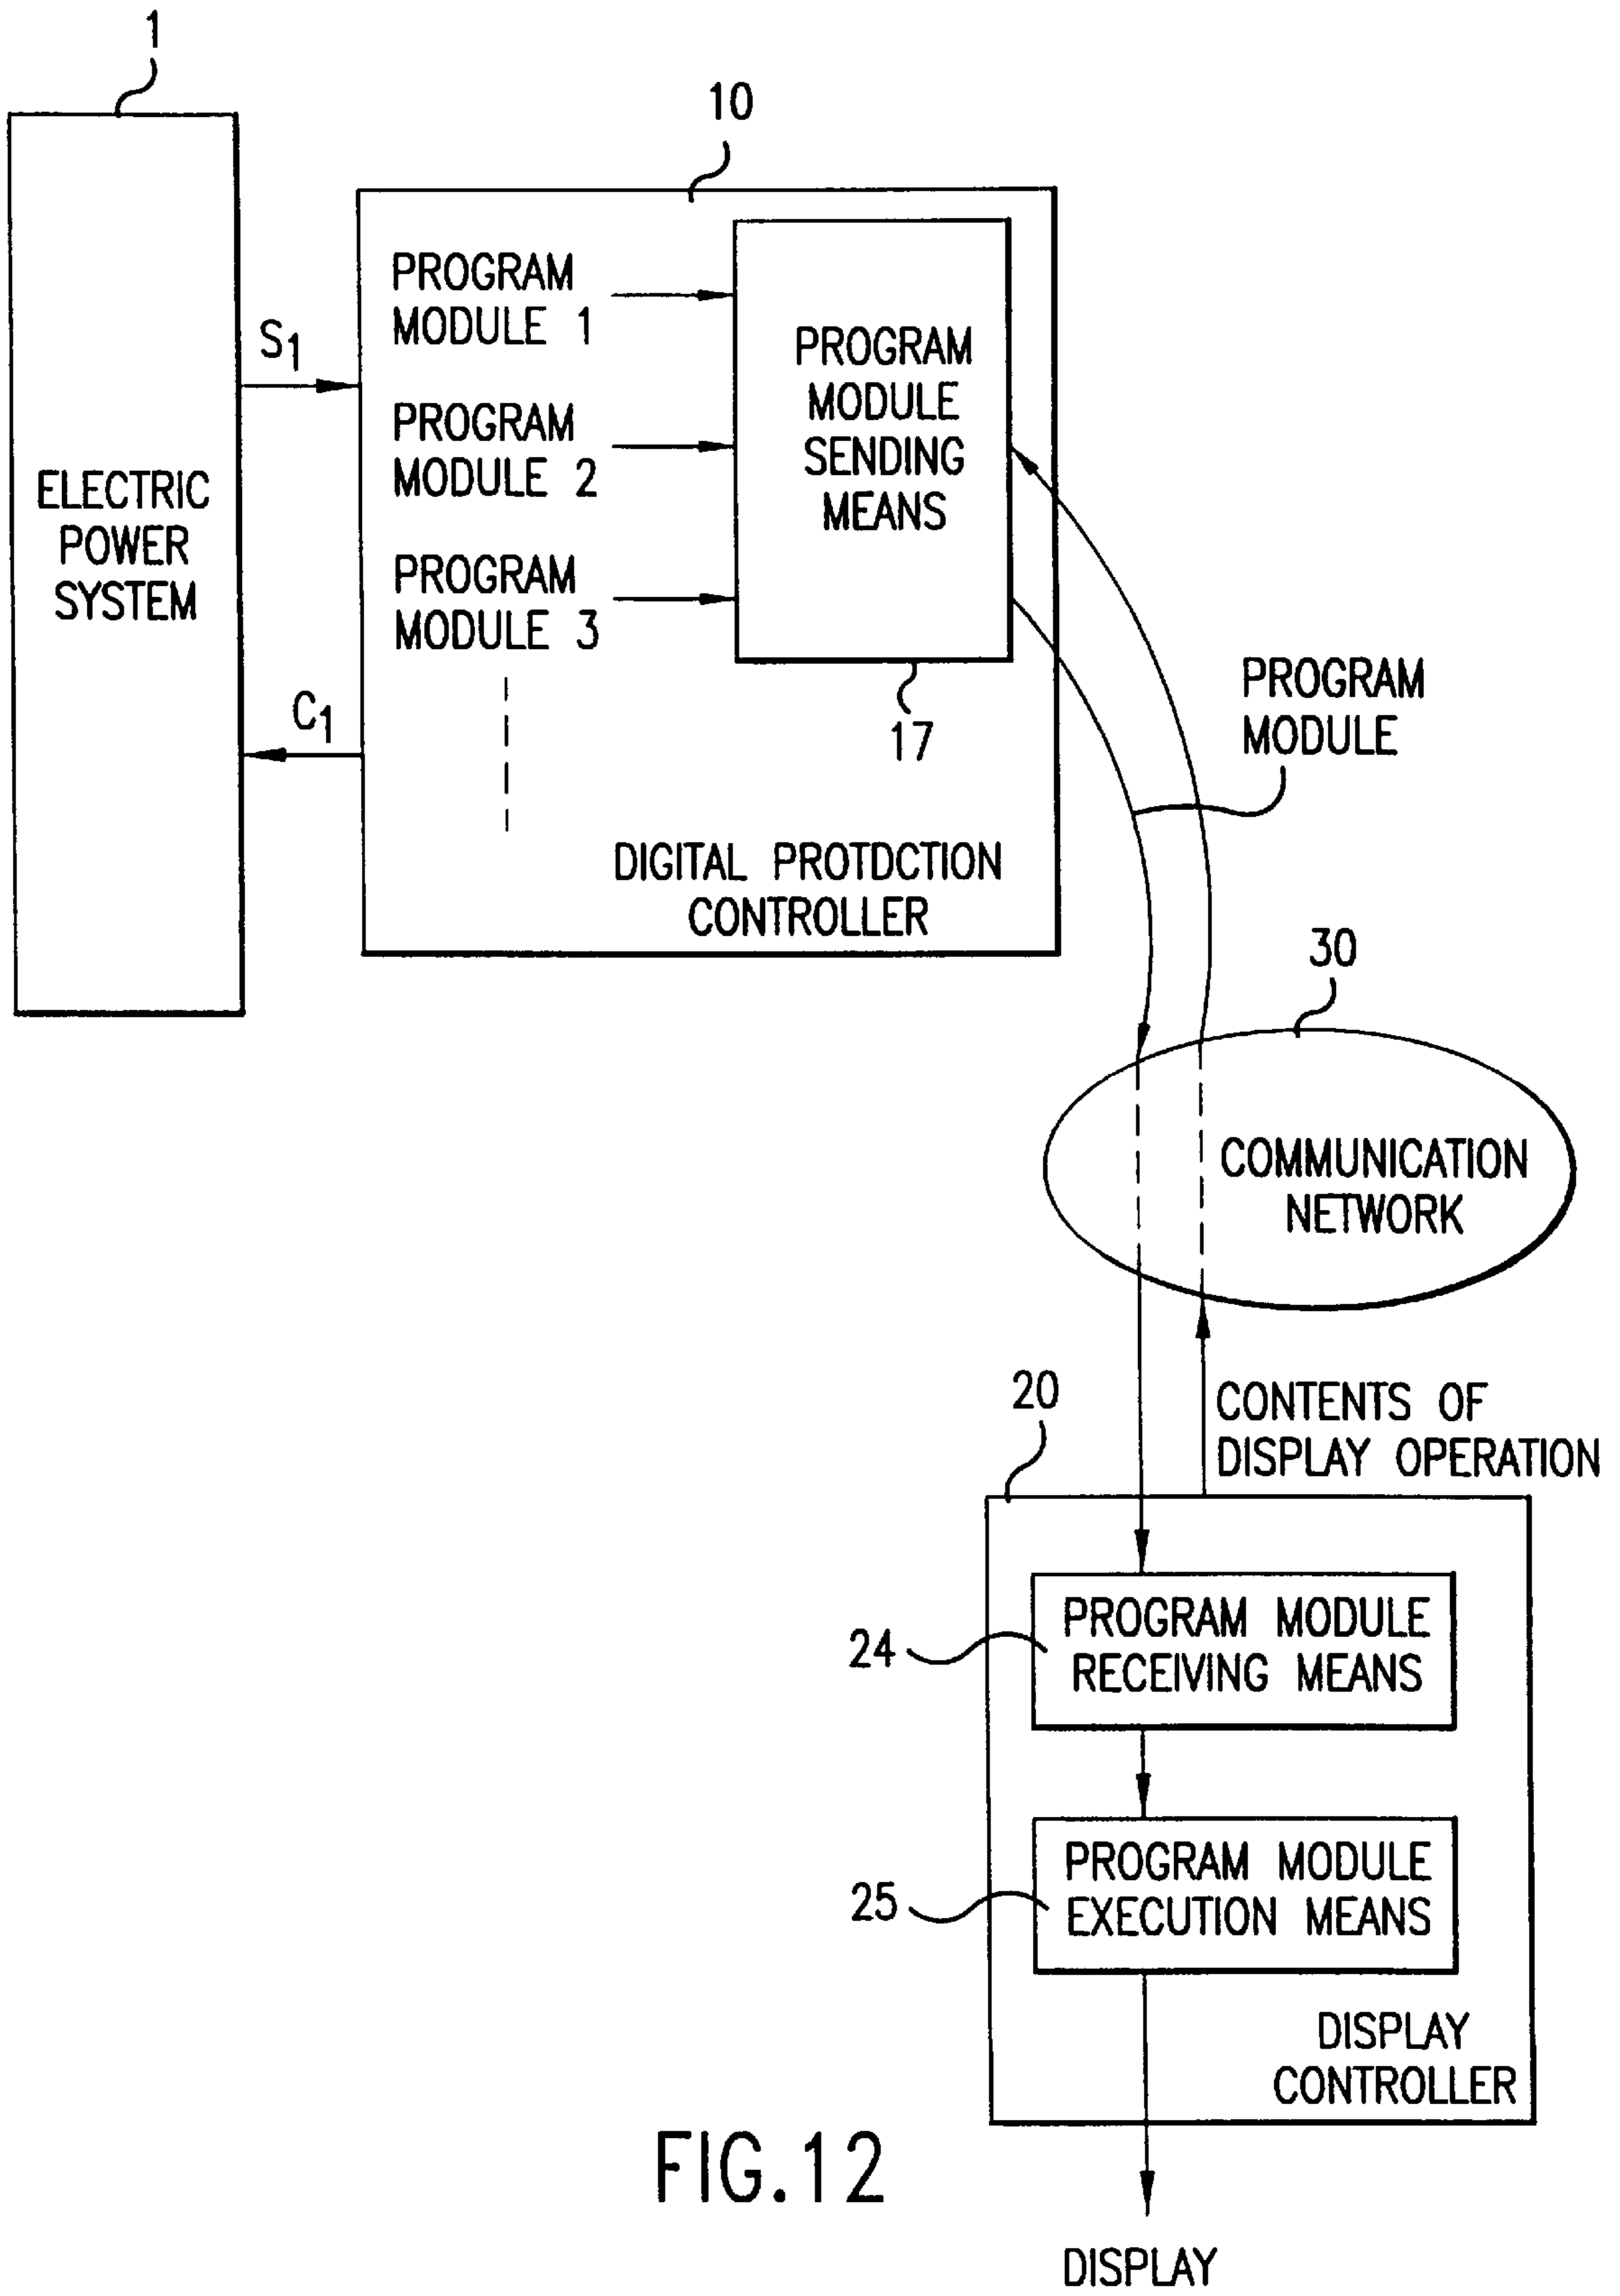 1
10
PROGRAM
MODULE 1
S1
PROGRAM
MODULE 2
PROGRAM
MODULE 3
PROGRAM
MODULE
SENDING
MEANS
ELECTRIC
POWER
SYSTEM
C1
17
PROGRAM
MODULE
DIGITAL PROTDCTION
CONTROLLER
30
COMMUNICATION
NETWORK
20
CONTENTS OF
DISPLAY OPERATION
24
PROGRAM MODULE
RECEIVING MEANS
25
PROGRAM MODULE
EXECUTION MEANS
DISPLAY
CONTROLLER
FIG.12
DISPLAY